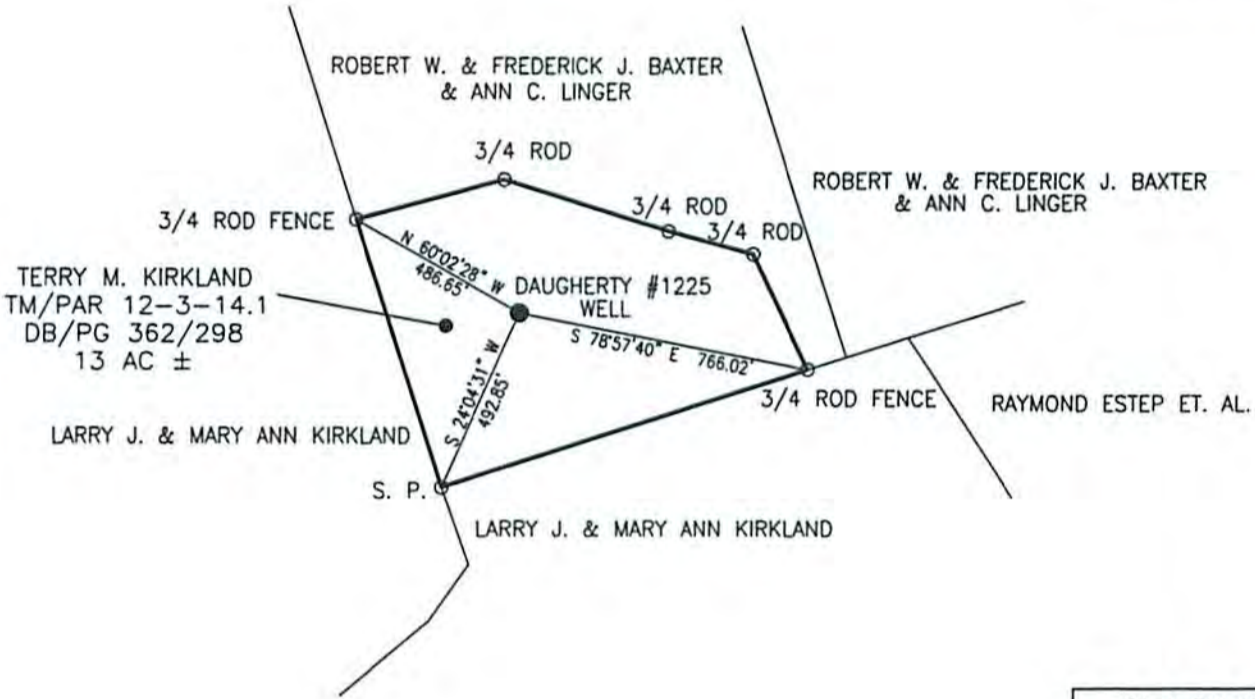 ROBERT W. & FREDERICK J. BAXTER
& ANN C. LINGER
3/4 ROD
ROBERT W. & FREDERICK J. BAXTER
& ANN C. LINGER
3/4 ROD
3/4 ROD
3/4 ROD FENCE
N 60°02'28" W
486.65'
DAUGHERTY #1225
WELL
TERRY M. KIRKLAND
TM/PAR 12-3-14.1
DB/PG 362/298
13 AC ±
S 78°57'40" E 766.02'
S 24°04'31" W
492.85'
3/4 ROD FENCE
RAYMOND ESTEP ET. AL.
LARRY J. & MARY ANN KIRKLAND
S. P.
LARRY J. & MARY ANN KIRKLAND